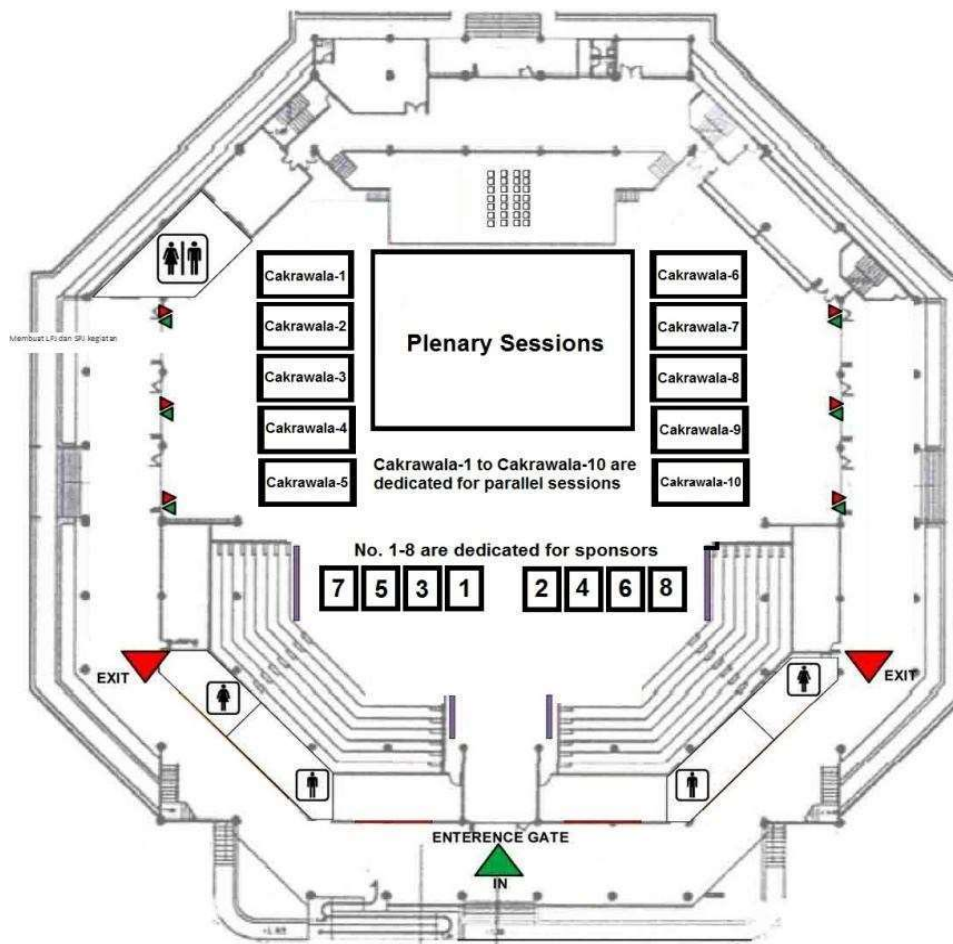 Cakrawala-1
Cakrawala-6
Cakrawala-2
Cakrawala-7
Membuat LPJ dan SPJ kegiatan
Plenary Sessions
Cakrawala-3
Cakrawala-8
Cakrawala-4
Cakrawala-9
Cakrawala-1 to Cakrawala-10 are
dedicated for parallel sessions
Cakrawala-5
Cakrawala-10
No. 1-8 are dedicated for sponsors
7 5 3 1 2 4 6 8
EXIT
EXIT
ENTERENCE GATE
IN